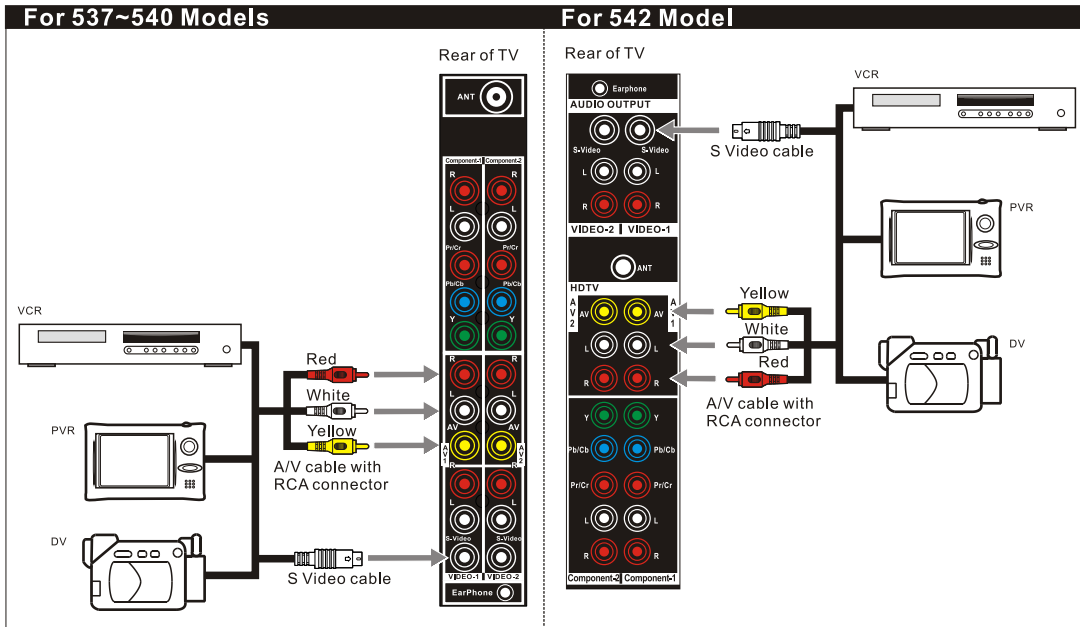 For 537~540 Models
Rear of TV
ANT
Component-1 Component-2
R R
L L
Pr/Cr Pr/Cr
Pb/Cb Pb/Cb
Y Y
R R
L L
AV AV
AV1 AV2
R R
L L
S-Video S-Video
VIDEO-1 VIDEO-2
EarPhone
VCR
PVR
DV
Red
White
Yellow
A/V cable with
RCA connector
S Video cable
For 542 Model
Rear of TV
Earphone
AUDIO OUTPUT
S-Video S-Video
L L
R R
VIDEO-2 VIDEO-1
ANT
HDTV
AV2 AV AV A 1
L L
R R
Y Y
Pb/Cb Pb/Cb
Pr/Cr Pr/Cr
L L
R R
Component-2 Component-1
S Video cable
Yellow
White
Red
A/V cable with
RCA connector
VCR
PVR
DV